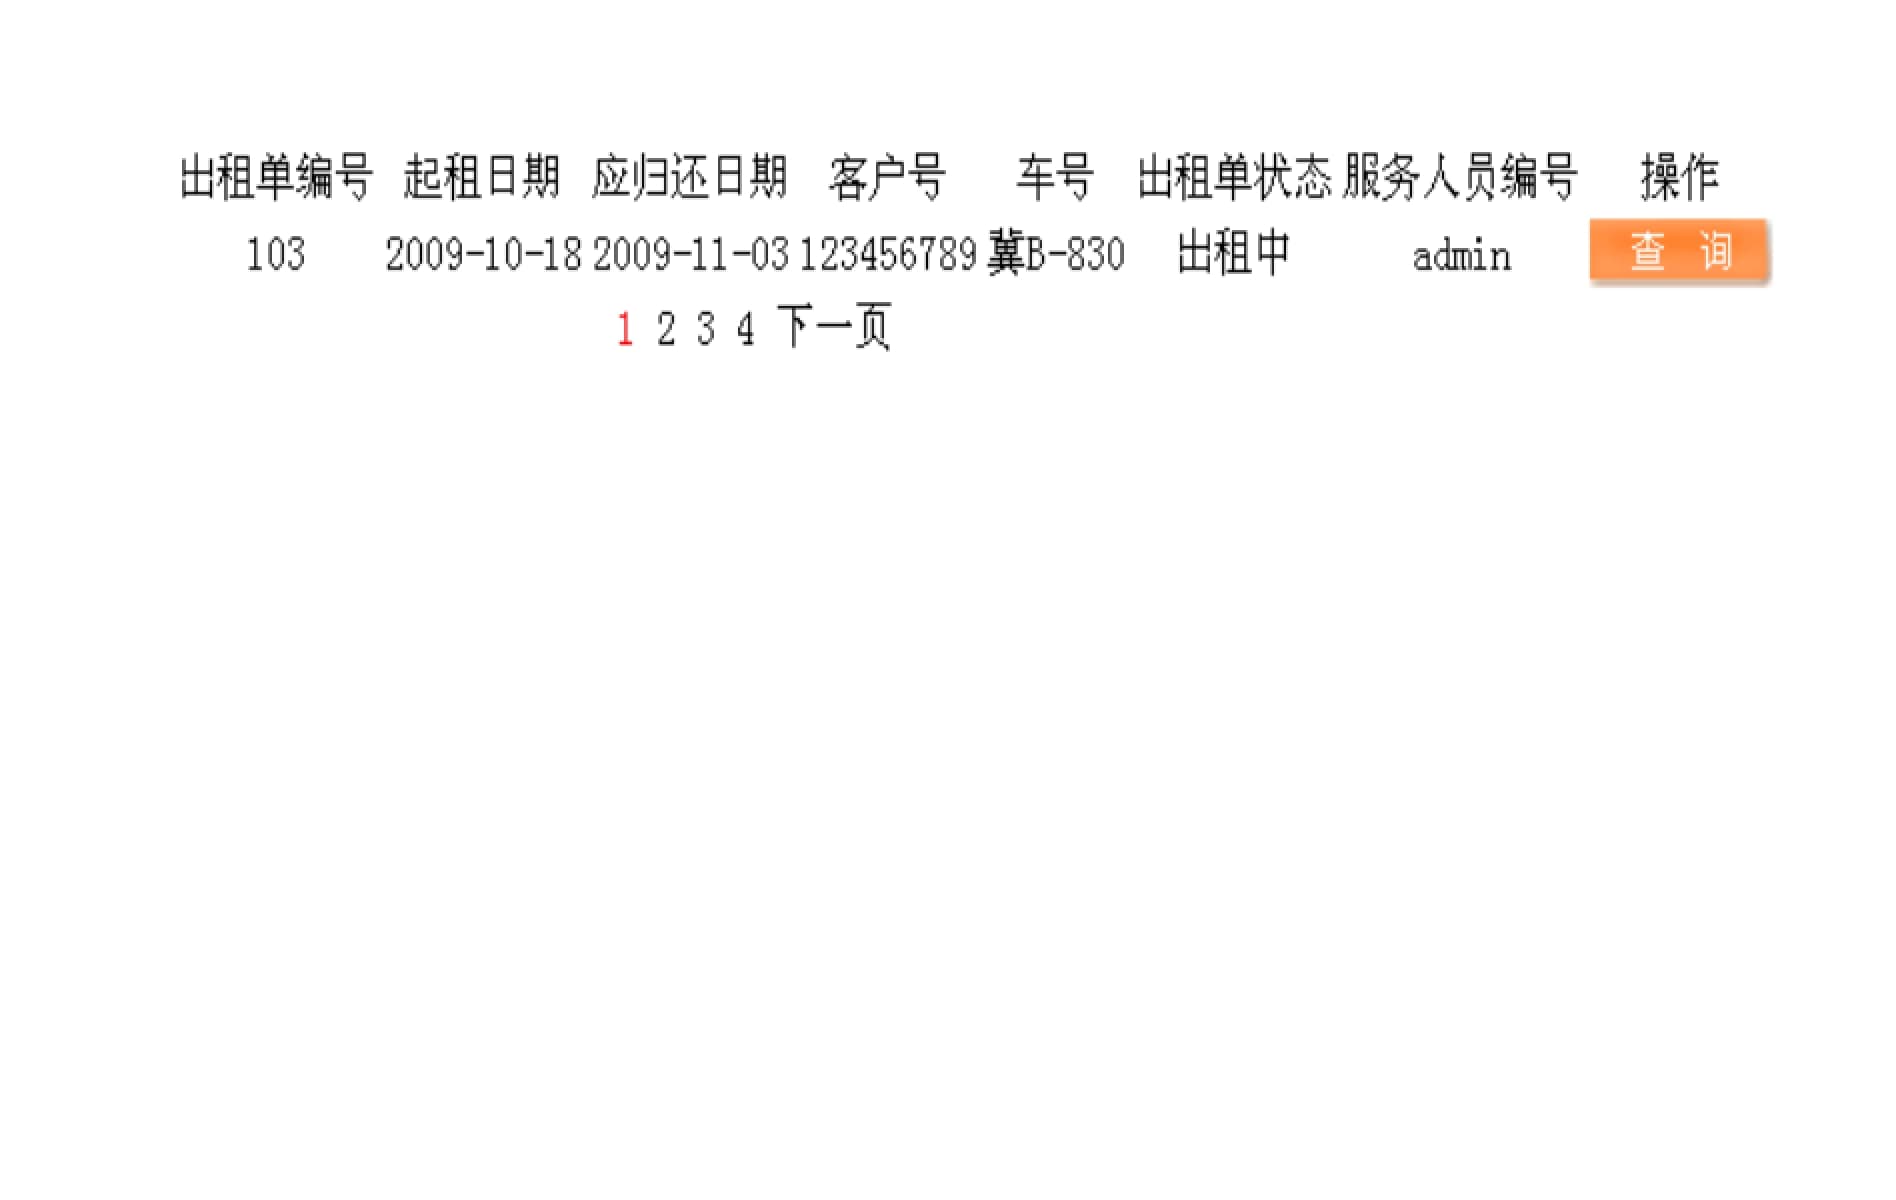 出租单编号 起租日期 应归还日期 客户号 车号 出租单状态 服务人员编号 操作
103 2009-10-18 2009-11-03 123456789 冀B-830 出租中 admin 查 询
1 2 3 4 下一页